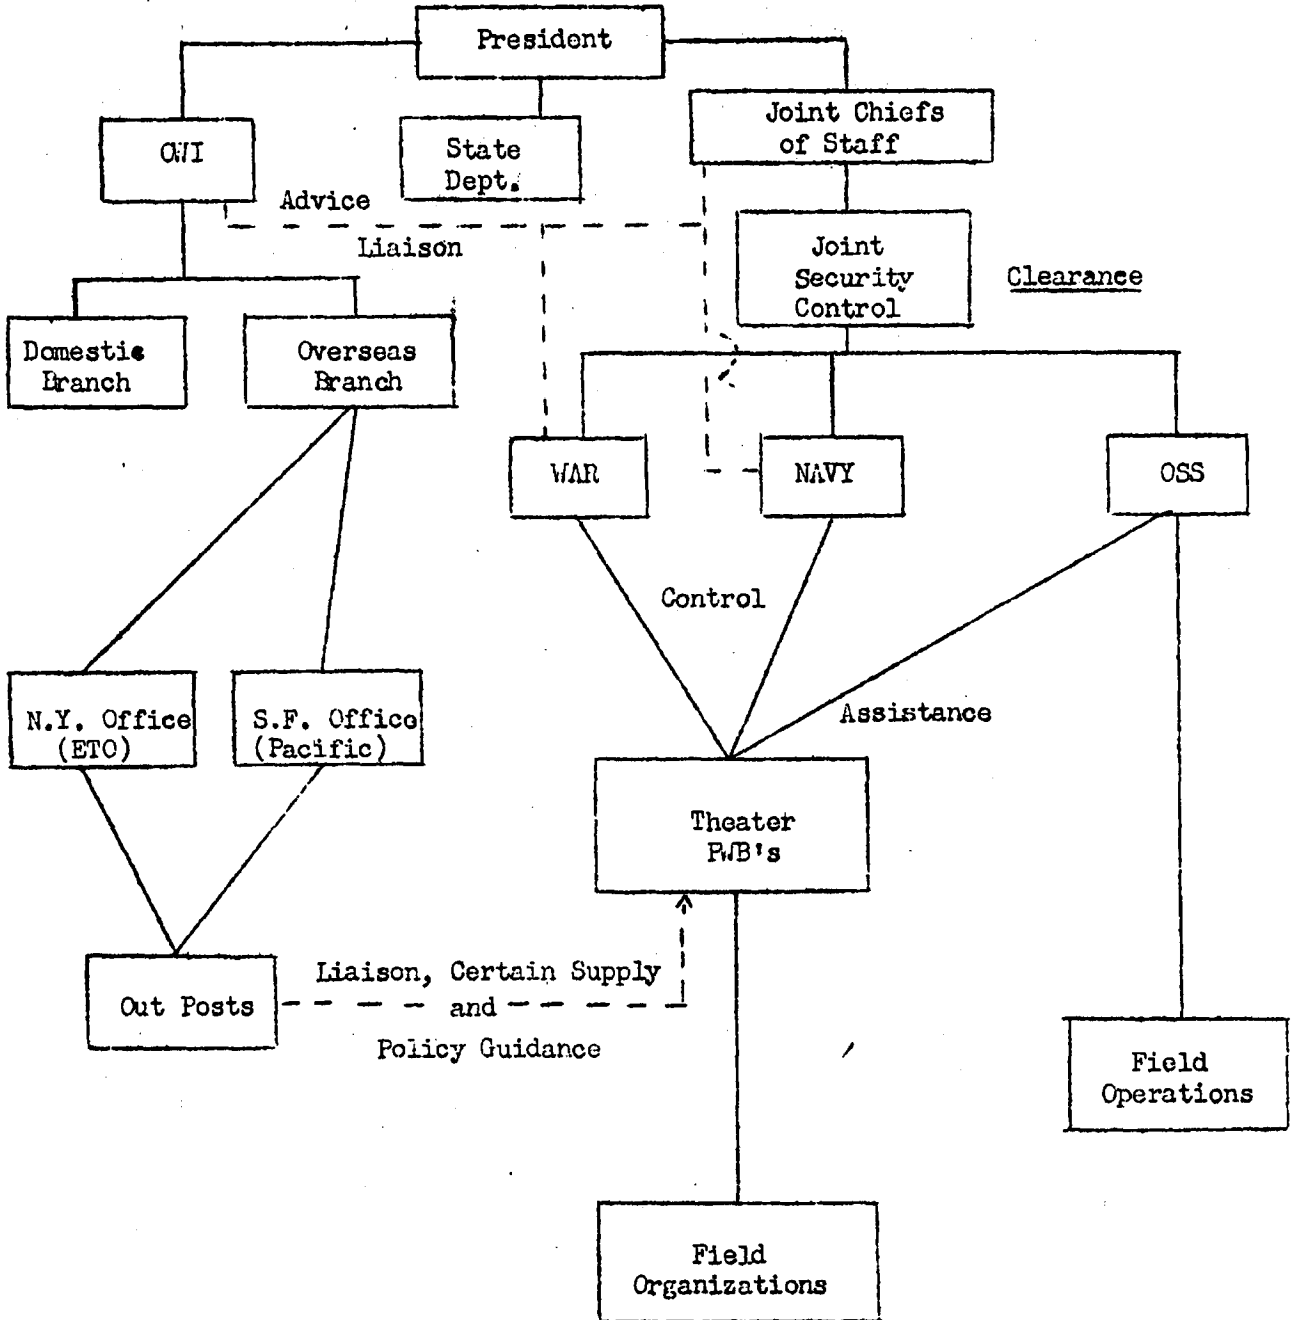 President
Joint Chiefs
of Staff
OWI
State
Dept.
Advice
Liaison
Joint
Security
Control
Clearance
Domestic
Branch
Overseas
Branch
WAR
NAVY
OSS
Control
N.Y. Office
(ETO)
S.F. Office
(Pacific)
Assistance
Theater
PWB's
Out Posts
Liaison, Certain Supply
and
Policy Guidance
Field
Operations
Field
Organizations